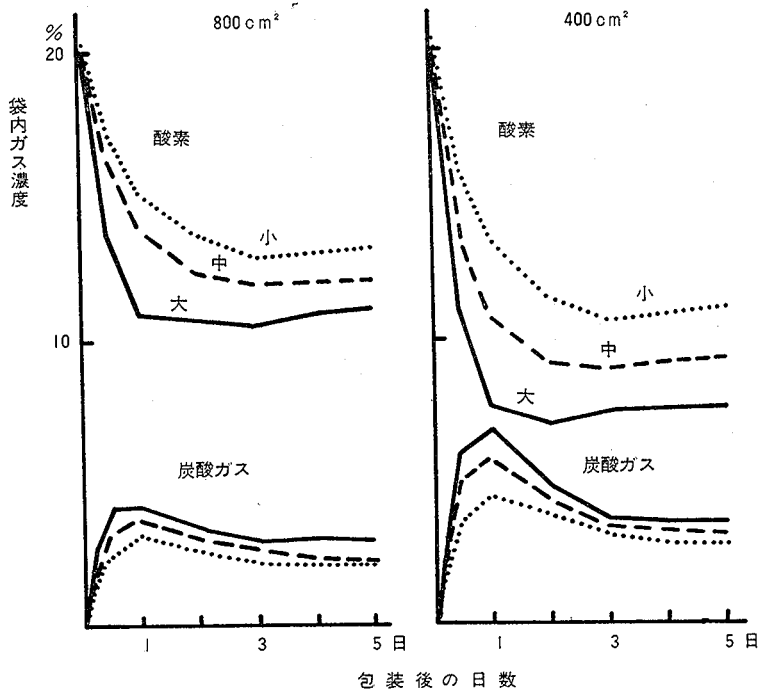 800cm²
400cm²
%
20
袋内ガス濃度
酸素
小
中
大
10
炭酸ガス
酸素
小
中
大
炭酸ガス
1
3
5日
1
3
5日
包装後の日数